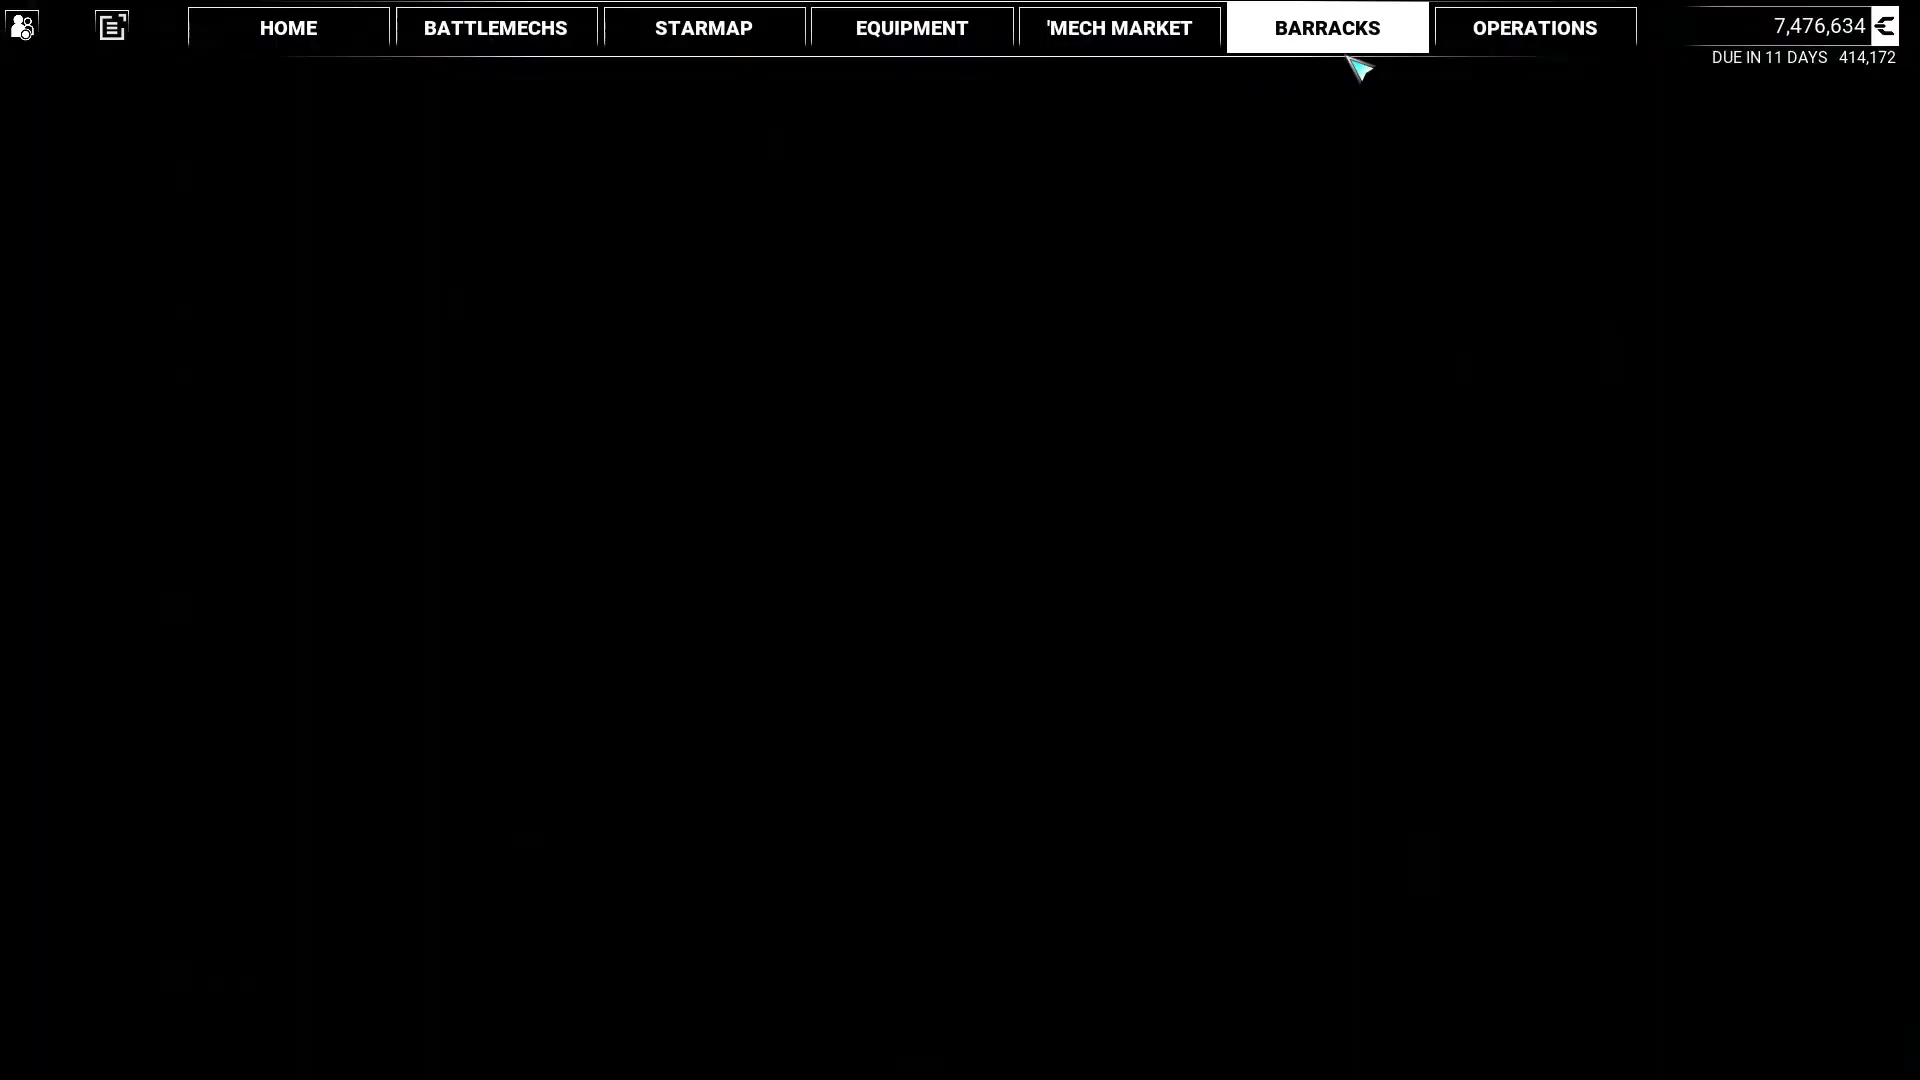 HOME BATTLEMECHS STARMAP EQUIPMENT 'MECH MARKET BARRACKS OPERATIONS 7,476,634
DUE IN 11 DAYS 414,172